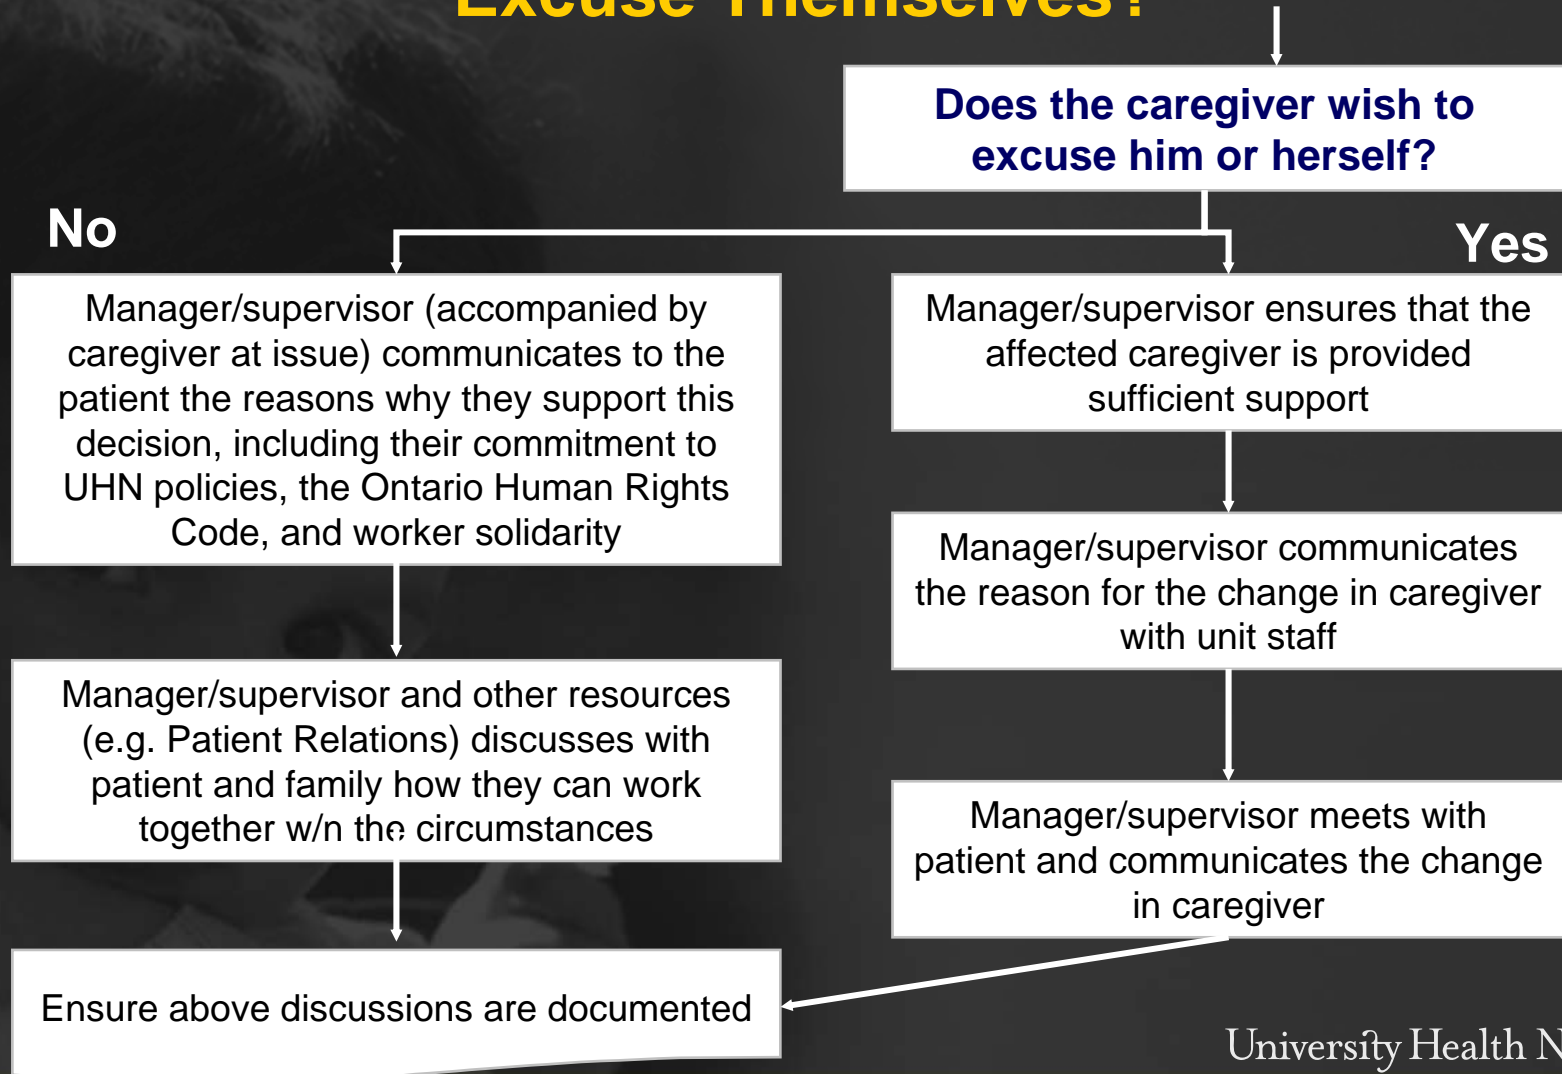 Excuse Themselves?
Does the caregiver wish to
excuse him or herself?
No
Yes
Manager/supervisor (accompanied by
caregiver at issue) communicates to the
patient the reasons why they support this
decision, including their commitment to
UHN policies, the Ontario Human Rights
Code, and worker solidarity
Manager/supervisor ensures that the
affected caregiver is provided
sufficient support
Manager/supervisor communicates
the reason for the change in caregiver
with unit staff
Manager/supervisor and other resources
(e.g. Patient Relations) discusses with
patient and family how they can work
together w/n the circumstances
Manager/supervisor meets with
patient and communicates the change
in caregiver
Ensure above discussions are documented
University Health N